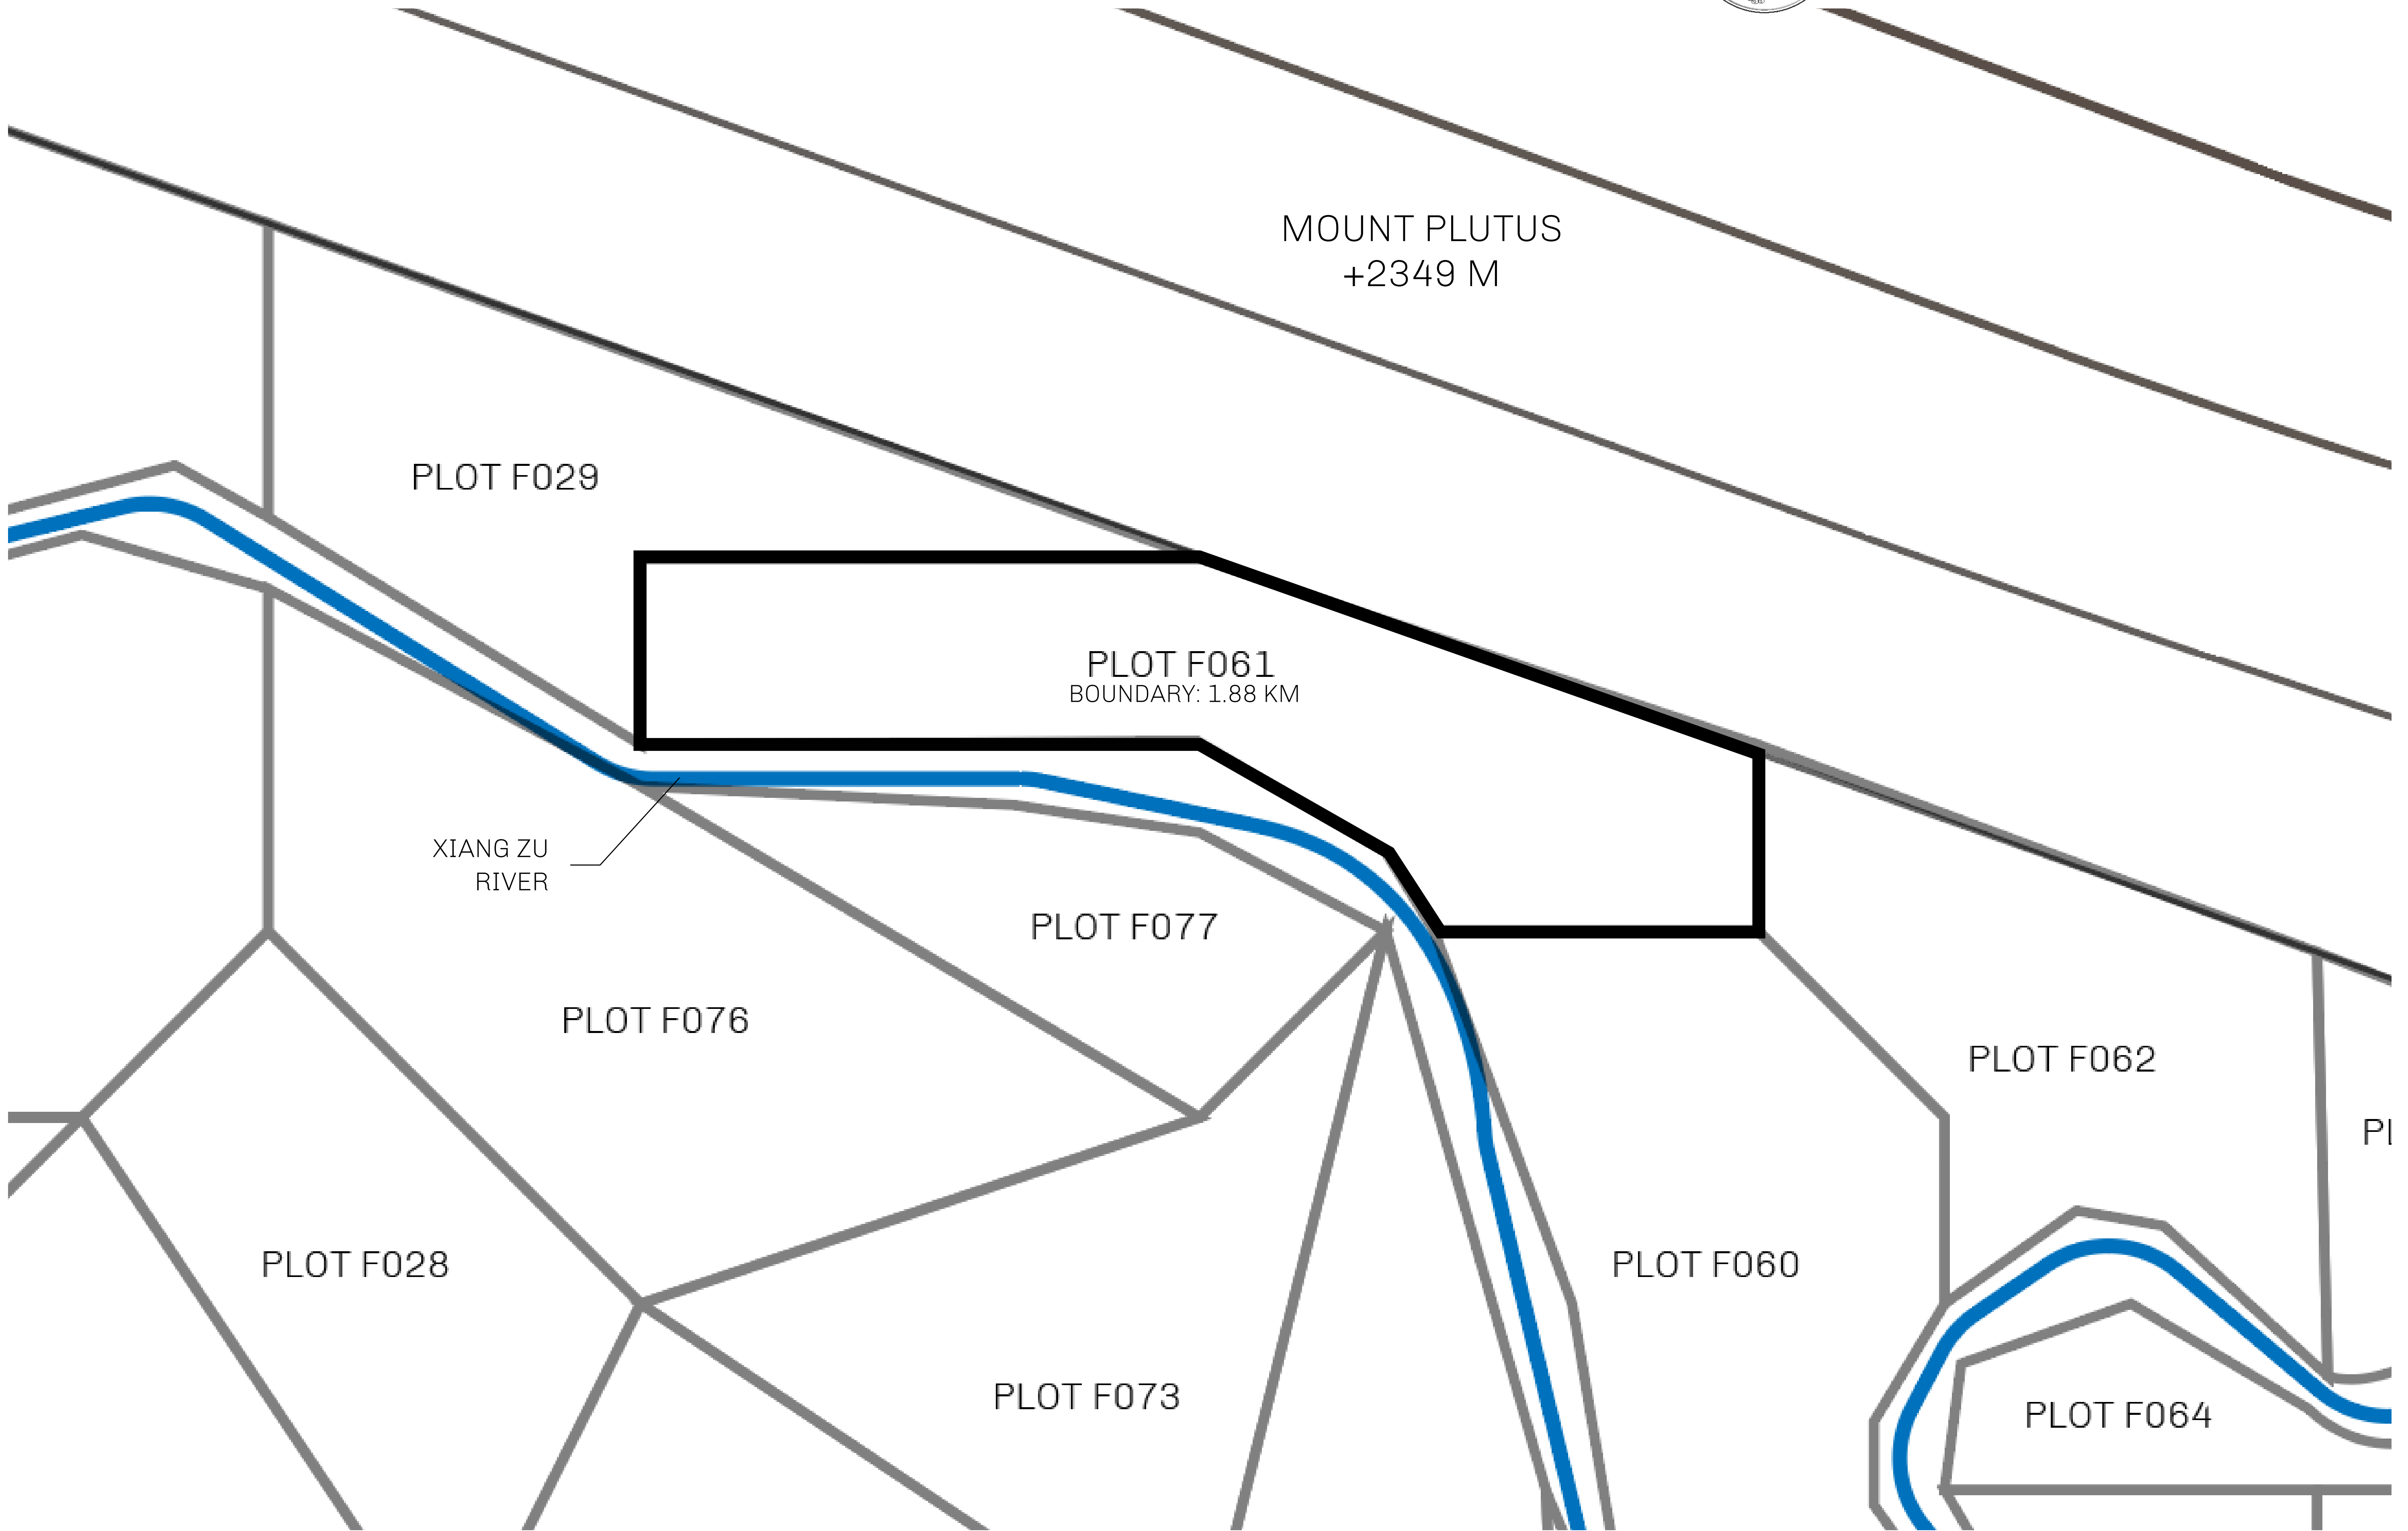 MOUNT PLUTUS
+2349 M
PLOT F029
PLOT F061
BOUNDARY: 1.88 KM
XIANG ZU
RIVER
PLOT F077
PLOT F076
PLOT F062
PLOT F028
PLOT F060
PLOT F073
PLOT F064